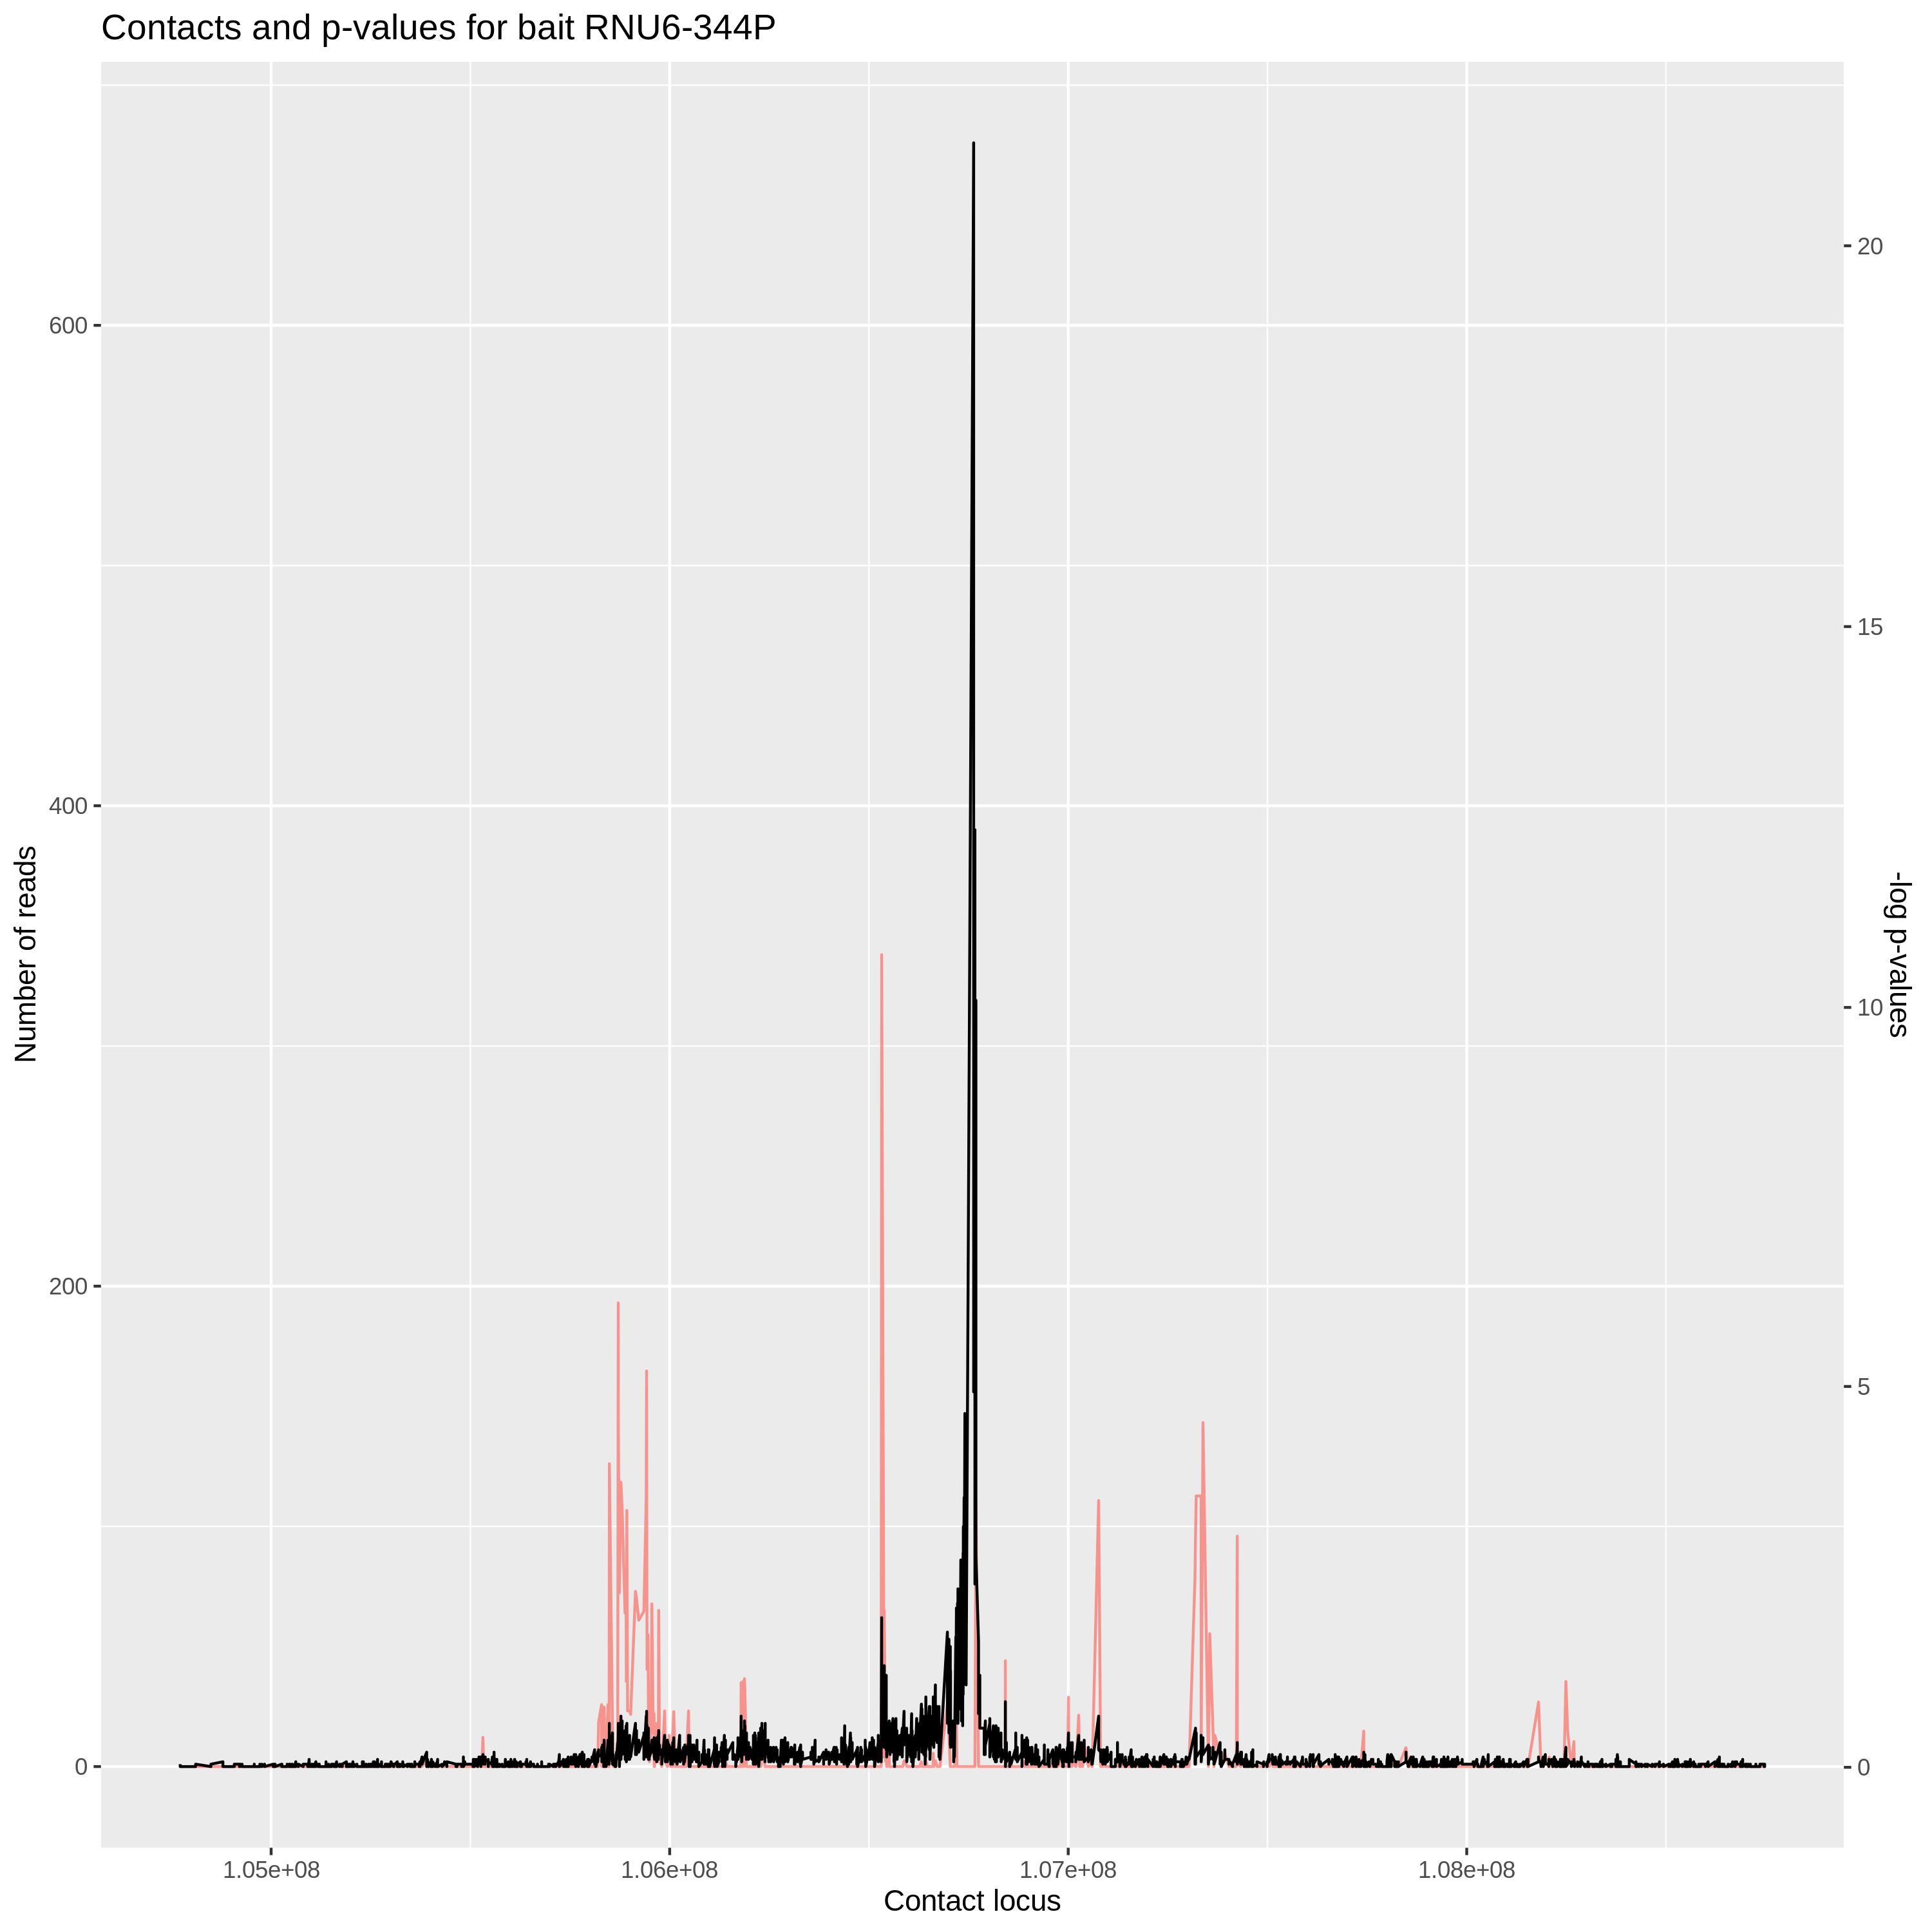 Contacts and p-values for bait RNU6-344P
600
400
200
0
Number of reads
20
15
10
5
0
-log p-values
1.05e+08
1.06e+08
1.07e+08
1.08e+08
Contact locus